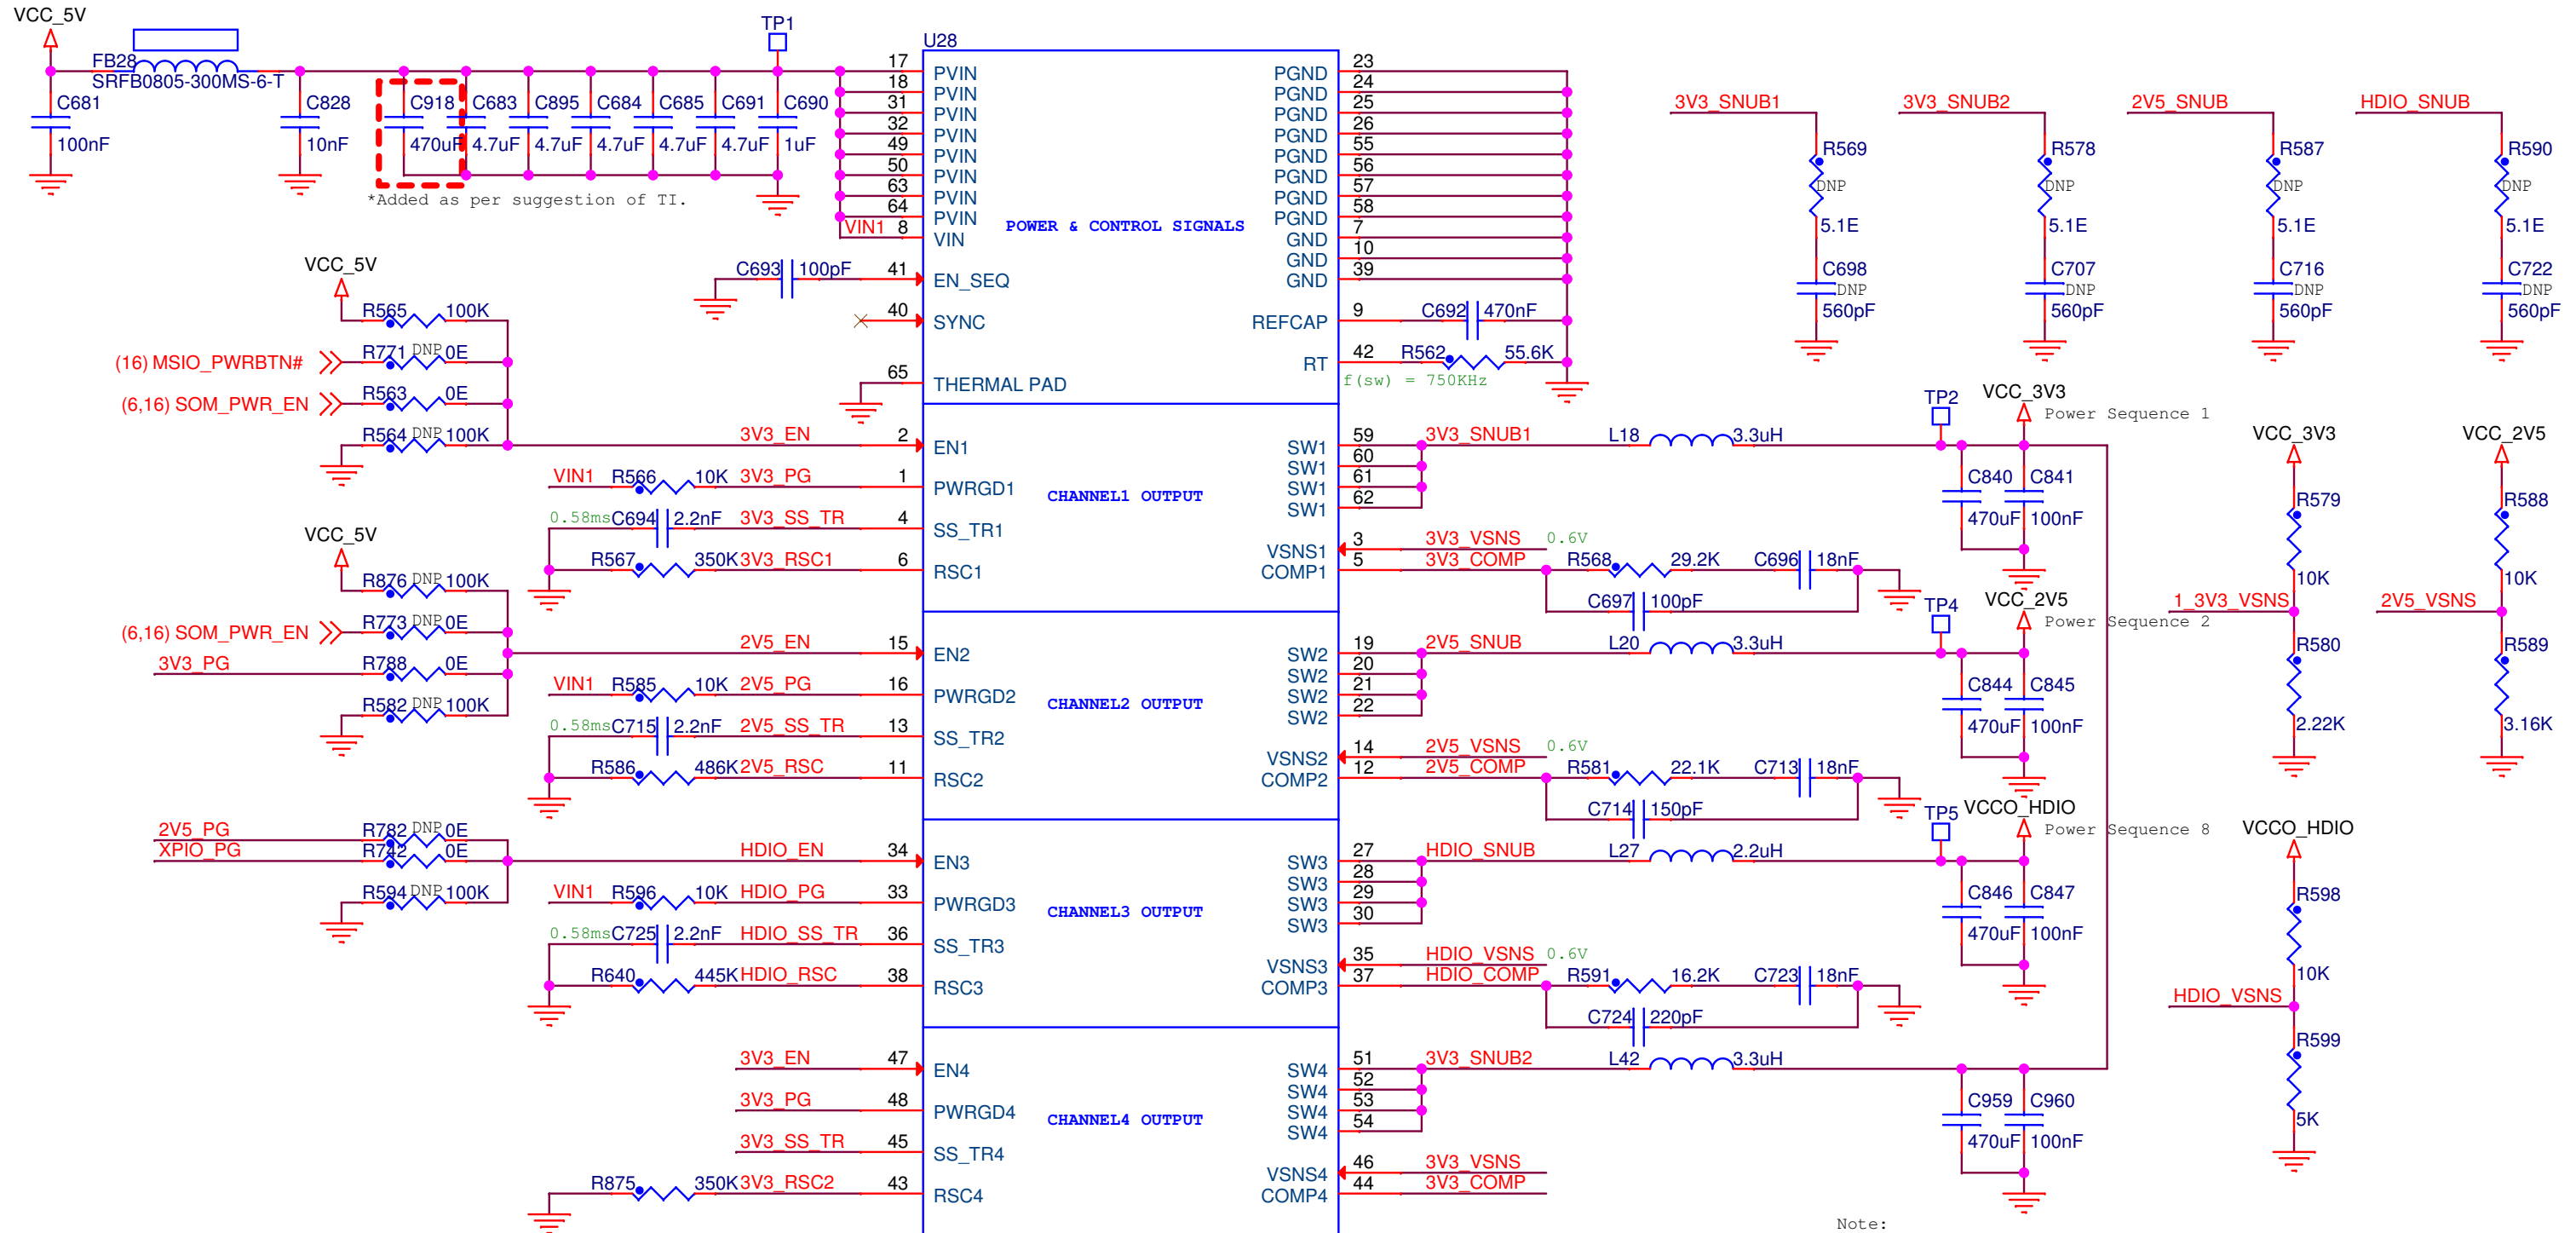 VCC_5V
FB28
SRFB0805-300MS-6-T
C681
100nF
C828
10nF
C918
470uF
C683
4.7uF
C895
4.7uF
C684
4.7uF
C685
4.7uF
C691
4.7uF
C690
1uF
TP1
*Added as per suggestion of TI.
U28
17 PVIN
18 PVIN
31 PVIN
32 PVIN
49 PVIN
50 PVIN
63 PVIN
64 PVIN
VIN1 8 VIN
C693 100pF 41 EN_SEQ
40 SYNC
65 THERMAL PAD
POWER & CONTROL SIGNALS
PGND 23
PGND 24
PGND 25
PGND 26
PGND 55
PGND 56
PGND 57
PGND 58
GND 7
GND 10
GND 39
REFCAP 9 C692 470nF
RT 42 R562 55.6K
f(sw) = 750KHz
3V3_SNUB1
R569
DNP
5.1E
C698
DNP
560pF
3V3_SNUB2
R578
DNP
5.1E
C707
DNP
560pF
2V5_SNUB
R587
DNP
5.1E
C716
DNP
560pF
HDIO_SNUB
R590
DNP
5.1E
C722
DNP
560pF
VCC_5V
R565 100K
(16) MSIO_PWRBTN# R771 DNP 0E
(6,16) SOM_PWR_EN R563 0E
R564 DNP 100K
3V3_EN 2 EN1
VIN1 R566 10K 3V3_PG 1 PWRGD1
0.58ms C694 2.2nF 3V3_SS_TR 4 SS_TR1
R567 350K 3V3_RSC1 6 RSC1
CHANNEL1 OUTPUT
SW1 59 3V3_SNUB1 L18 3.3uH
SW1 60
SW1 61
SW1 62
VSNS1 3 3V3_VSNS 0.6V
COMP1 5 3V3_COMP R568 29.2K C696 18nF
C697 100pF
TP2
VCC_3V3
Power Sequence 1
C840
470uF
C841
100nF
VCC_5V
R876 DNP 100K
(6,16) SOM_PWR_EN R773 DNP 0E
3V3_PG R788 0E
R582 DNP 100K
2V5_EN 15 EN2
VIN1 R585 10K 2V5_PG 16 PWRGD2
0.58ms C715 2.2nF 2V5_SS_TR 13 SS_TR2
R586 486K 2V5_RSC 11 RSC2
CHANNEL2 OUTPUT
SW2 19 2V5_SNUB L20 3.3uH
SW2 20
SW2 21
SW2 22
VSNS2 14 2V5_VSNS 0.6V
COMP2 12 2V5_COMP R581 22.1K C713 18nF
C714 150pF
TP4
VCC_2V5
Power Sequence 2
C844
470uF
C845
100nF
2V5_PG R782 DNP 0E
XPIO_PG R742 0E
R594 DNP 100K
HDIO_EN 34 EN3
VIN1 R596 10K HDIO_PG 33 PWRGD3
0.58ms C725 2.2nF HDIO_SS_TR 36 SS_TR3
R640 445K HDIO_RSC 38 RSC3
CHANNEL3 OUTPUT
SW3 27 HDIO_SNUB L27 2.2uH
SW3 28
SW3 29
SW3 30
VSNS3 35 HDIO_VSNS 0.6V
COMP3 37 HDIO_COMP R591 16.2K C723 18nF
C724 220pF
TP5
VCCO_HDIO
Power Sequence 8
C846
470uF
C847
100nF
3V3_EN 47 EN4
3V3_PG 48 PWRGD4
3V3_SS_TR 45 SS_TR4
R875 350K 3V3_RSC2 43 RSC4
CHANNEL4 OUTPUT
SW4 51 3V3_SNUB2 L42 3.3uH
SW4 52
SW4 53
SW4 54
VSNS4 46 3V3_VSNS
COMP4 44 3V3_COMP
C959
470uF
C960
100nF
VCC_3V3
R579
10K
1_3V3_VSNS
R580
2.22K
VCC_2V5
R588
10K
2V5_VSNS
R589
3.16K
VCCO_HDIO
R598
10K
HDIO_VSNS
R599
5K
Note: